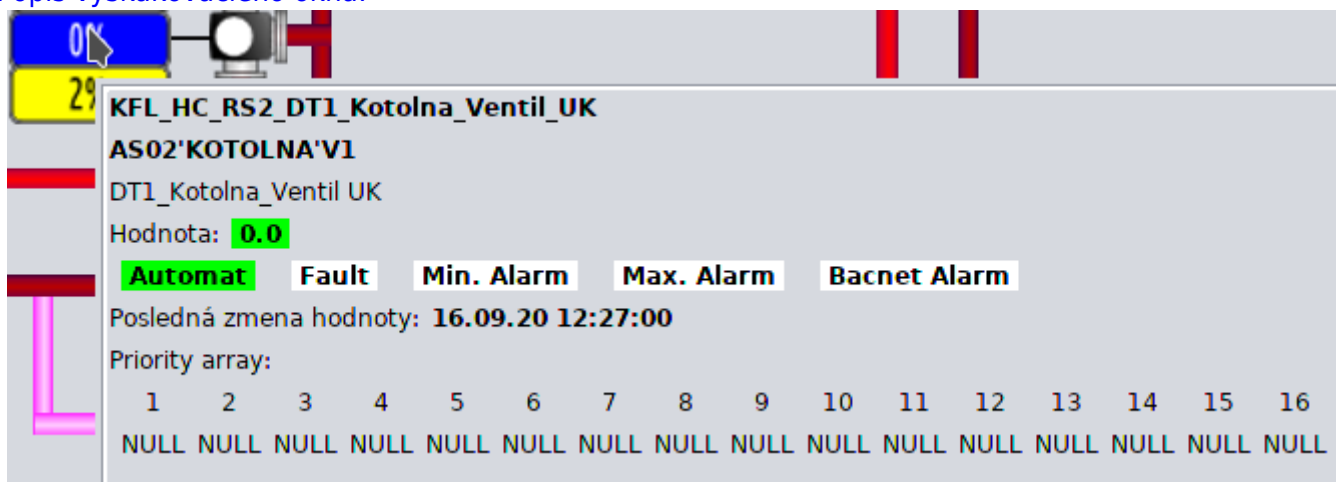 0%
2%
KFL_HC_RS2_DT1_Kotolna_Ventil_UK
AS02'KOTOLNA'V1
DT1_Kotolna_Ventil UK
Hodnota: 0.0
Automat Fault Min. Alarm Max. Alarm Bacnet Alarm
Posledná zmena hodnoty: 16.09.20 12:27:00
Priority array:
1 2 3 4 5 6 7 8 9 10 11 12 13 14 15 16
NULL NULL NULL NULL NULL NULL NULL NULL NULL NULL NULL NULL NULL NULL NULL NULL